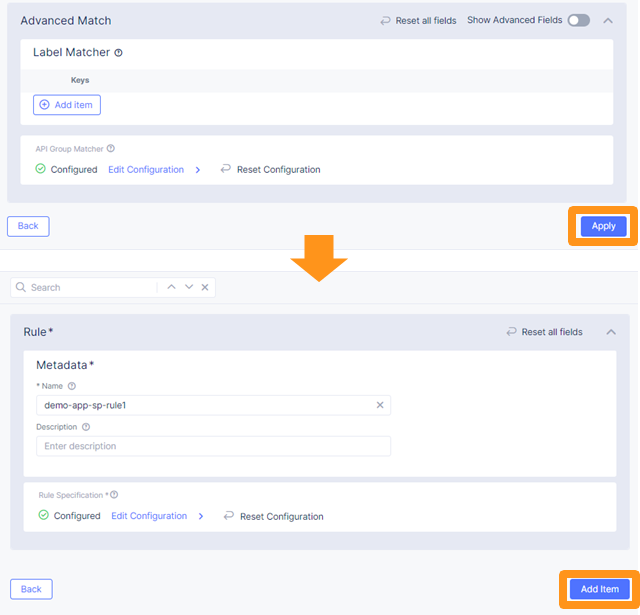 Advanced Match Reset all fields Show Advanced Fields
Label Matcher
Keys
Add item
API Group Matcher
Configured Edit Configuration Reset Configuration
Back Apply
Search
Rule* Reset all fields
Metadata*
* Name
demo-app-sp-rule1
Description
Enter description
Rule Specification *
Configured Edit Configuration Reset Configuration
Back Add Item